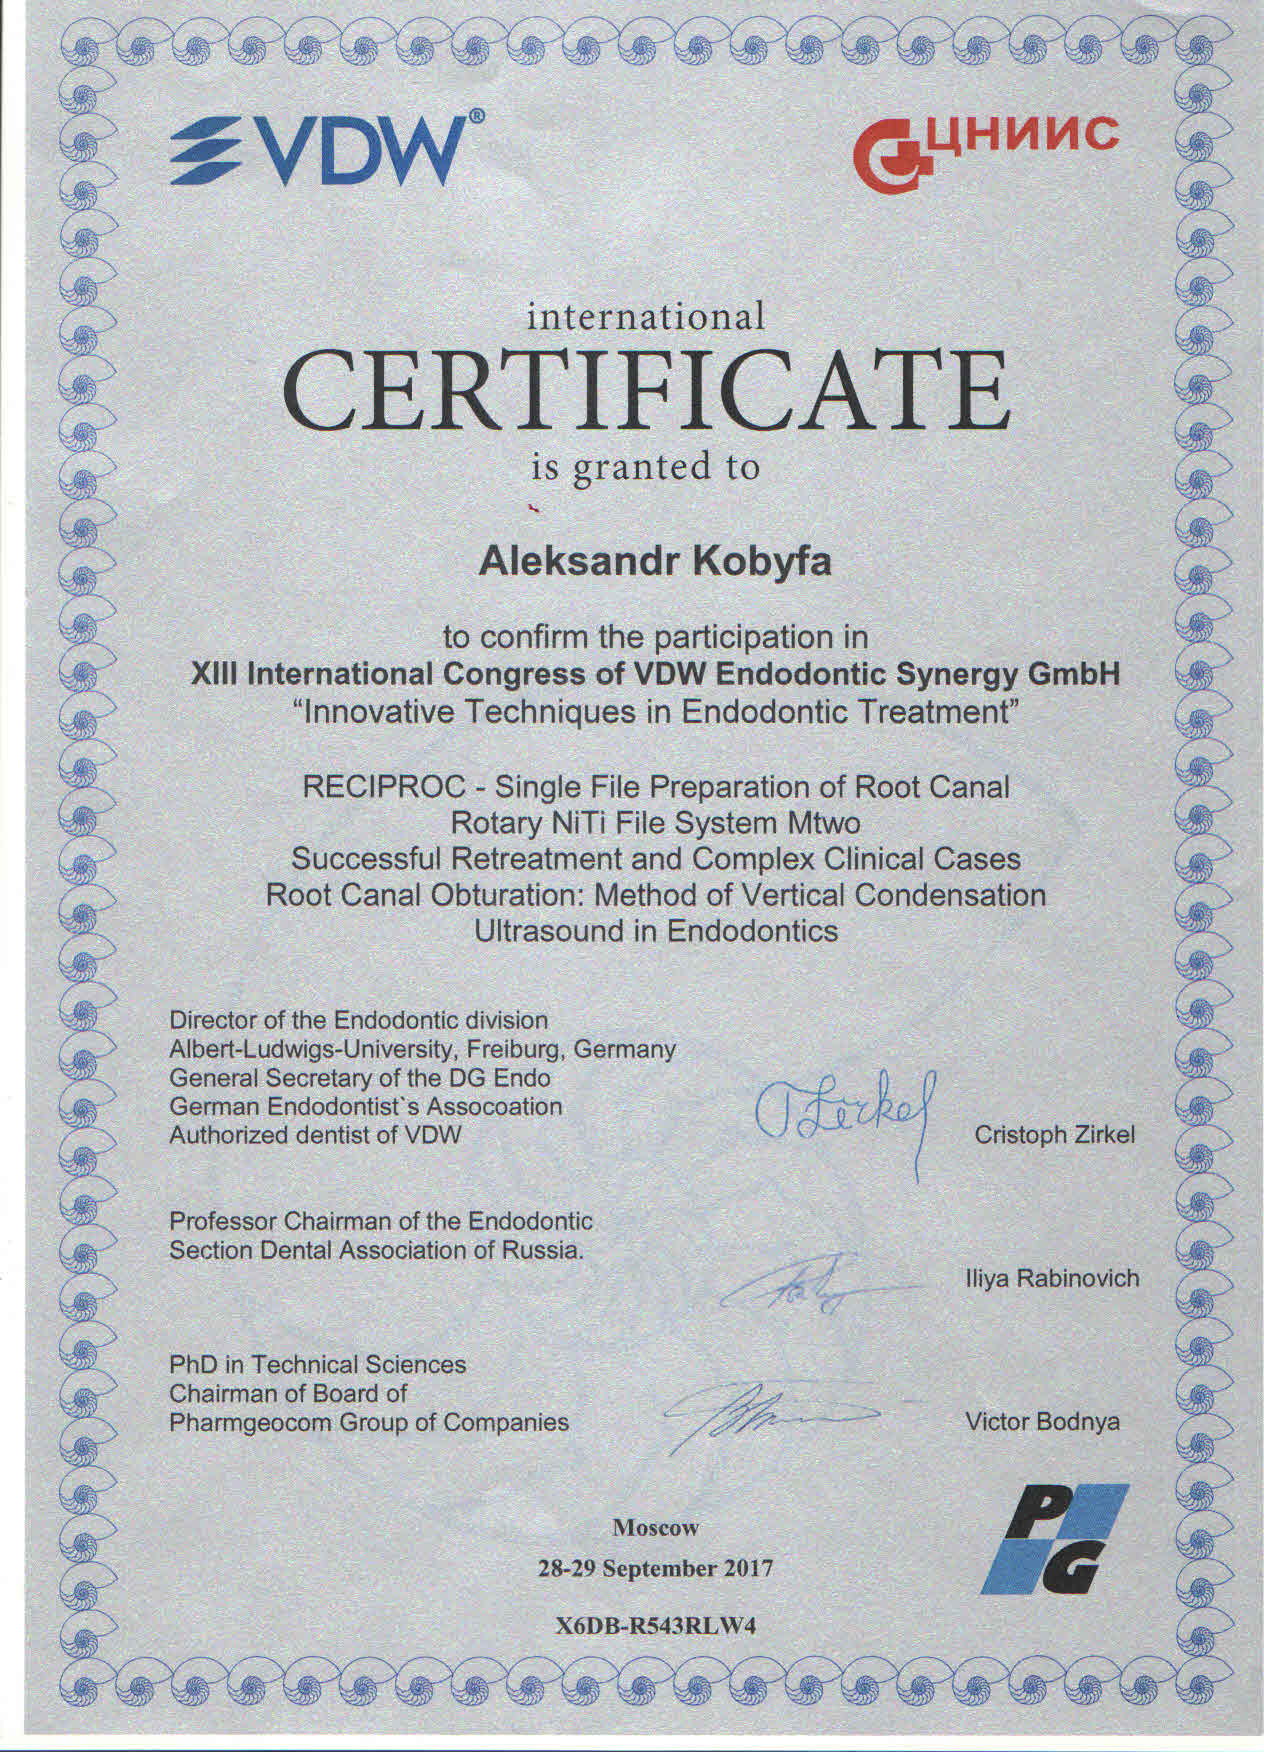 VDW®
ЦНИИС
international
CERTIFICATE
is granted to
Aleksandr Kobyfa
to confirm the participation in
XIII International Congress of VDW Endodontic Synergy GmbH
“Innovative Techniques in Endodontic Treatment”
RECIPROC - Single File Preparation of Root Canal
Rotary NiTi File System Mtwo
Successful Retreatment and Complex Clinical Cases
Root Canal Obturation: Method of Vertical Condensation
Ultrasound in Endodontics
Director of the Endodontic division
Albert-Ludwigs-University, Freiburg, Germany
General Secretary of the DG Endo
German Endodontist`s Assocoation
Authorized dentist of VDW
Cristoph Zirkel
Professor Chairman of the Endodontic
Section Dental Association of Russia.
Iliya Rabinovich
PhD in Technical Sciences
Chairman of Board of
Pharmgeocom Group of Companies
Victor Bodnya
PG
Moscow
28-29 September 2017
X6DB-R543RLW4